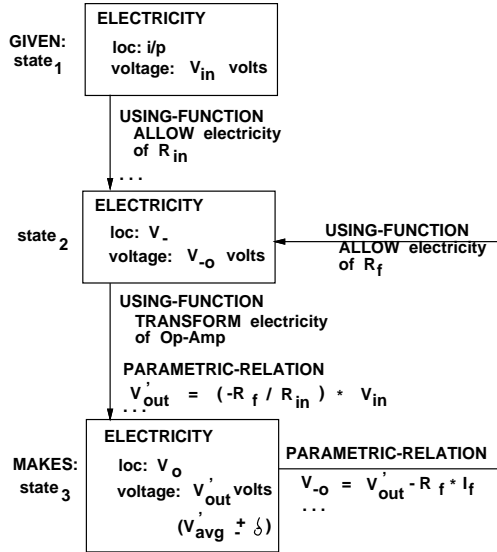 GIVEN:
state1
ELECTRICITY
loc: i/p
voltage: Vin volts
USING-FUNCTION
ALLOW electricity
of Rin
...
state2
ELECTRICITY
loc: V-
voltage: V-o volts
USING-FUNCTION
ALLOW electricity
of Rf
USING-FUNCTION
TRANSFORM electricity
of Op-Amp
PARAMETRIC-RELATION
V'out = (-Rf / Rin) * Vin
...
MAKES:
state3
ELECTRICITY
loc: Vo
voltage: V'out volts
(V'avg ± δ)
PARAMETRIC-RELATION
V-o = V'out - Rf * If
...